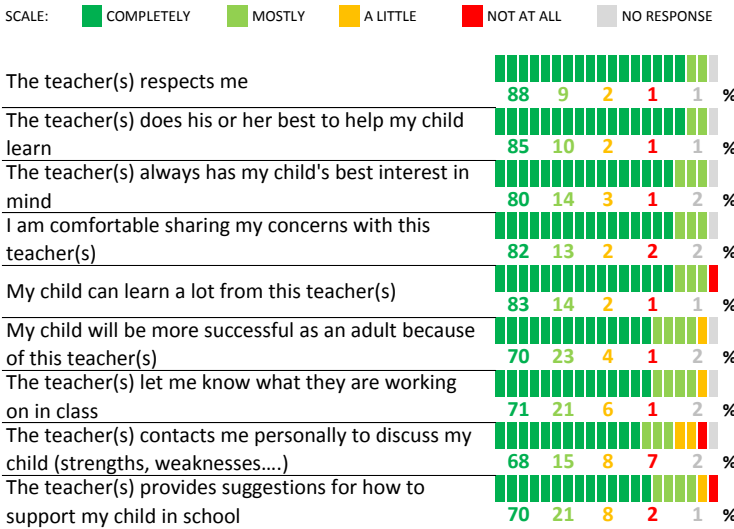 SCALE: COMPLETELY MOSTLY A LITTLE NOT AT ALL NO RESPONSE
The teacher(s) respects me
88 9 2 1 1 %
The teacher(s) does his or her best to help my child
learn
85 10 2 1 1 %
The teacher(s) always has my child's best interest in
mind
80 14 3 1 2 %
I am comfortable sharing my concerns with this
teacher(s)
82 13 2 2 2 %
My child can learn a lot from this teacher(s)
83 14 2 1 1 %
My child will be more successful as an adult because
of this teacher(s)
70 23 4 1 2 %
The teacher(s) let me know what they are working
on in class
71 21 6 1 2 %
The teacher(s) contacts me personally to discuss my
child (strengths, weaknesses....)
68 15 8 7 2 %
The teacher(s) provides suggestions for how to
support my child in school
70 21 8 2 1 %